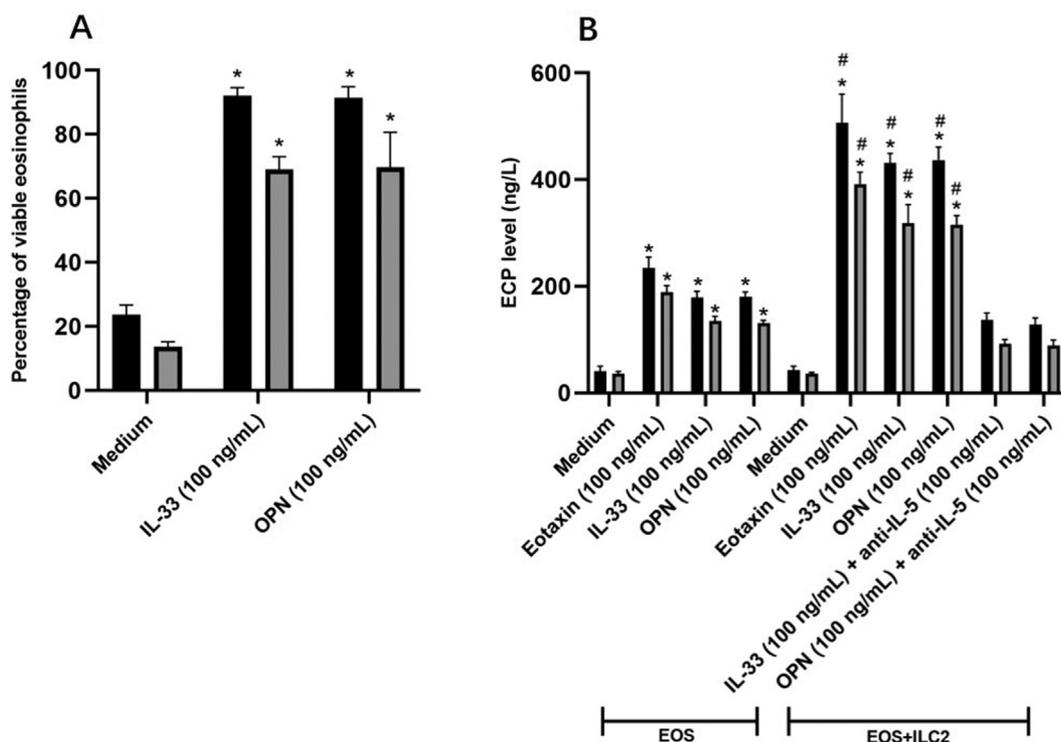 A
Percentage of viable eosinophils
100
80
60
40
20
0
*
*
*
*
Medium
IL-33 (100 ng/mL)
OPN (100 ng/mL)
B
ECP level (ng/L)
600
400
200
0
*
*
*
*
*
*
#
*
#
*
#
*
#
*
#
*
#
*
Medium
Eotaxin (100 ng/mL)
IL-33 (100 ng/mL)
OPN (100 ng/mL)
Medium
Eotaxin (100 ng/mL)
IL-33 (100 ng/mL)
OPN (100 ng/mL)
IL-33 (100 ng/mL) + anti-IL-5 (100 ng/mL)
OPN (100 ng/mL) + anti-IL-5 (100 ng/mL)
EOS
EOS+ILC2